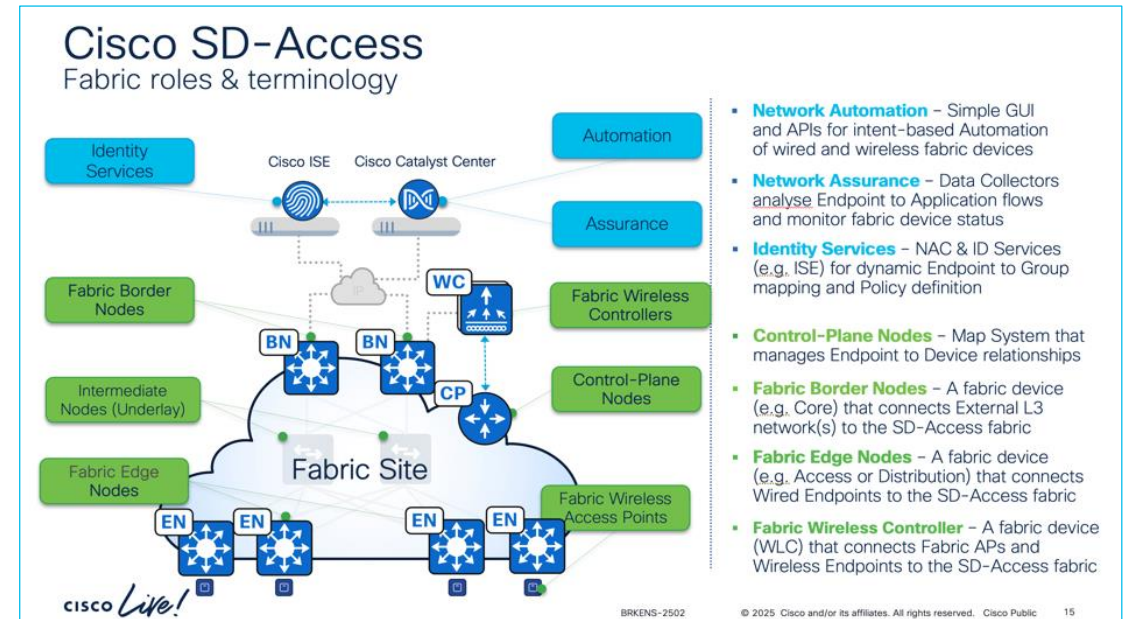 Cisco SD-Access
Fabric roles & terminology
Identity
Services
Cisco ISE
Cisco Catalyst Center
Automation
Assurance
IP
Fabric Border
Nodes
WC
Fabric Wireless
Controllers
BN
BN
Intermediate
Nodes (Underlay)
CP
Control-Plane
Nodes
Fabric Site
Fabric Edge
Nodes
Fabric Wireless
Access Points
EN
EN
EN
EN
▪ Network Automation – Simple GUI
and APIs for intent-based Automation
of wired and wireless fabric devices
▪ Network Assurance – Data Collectors
analyse Endpoint to Application flows
and monitor fabric device status
▪ Identity Services – NAC & ID Services
(e.g. ISE) for dynamic Endpoint to Group
mapping and Policy definition
▪ Control-Plane Nodes – Map System that
manages Endpoint to Device relationships
▪ Fabric Border Nodes – A fabric device
(e.g. Core) that connects External L3
network(s) to the SD-Access fabric
▪ Fabric Edge Nodes – A fabric device
(e.g. Access or Distribution) that connects
Wired Endpoints to the SD-Access fabric
▪ Fabric Wireless Controller – A fabric device
(WLC) that connects Fabric APs and
Wireless Endpoints to the SD-Access fabric
CISCO Live!
BRKENS-2502
© 2025 Cisco and/or its affiliates. All rights reserved. Cisco Public
15